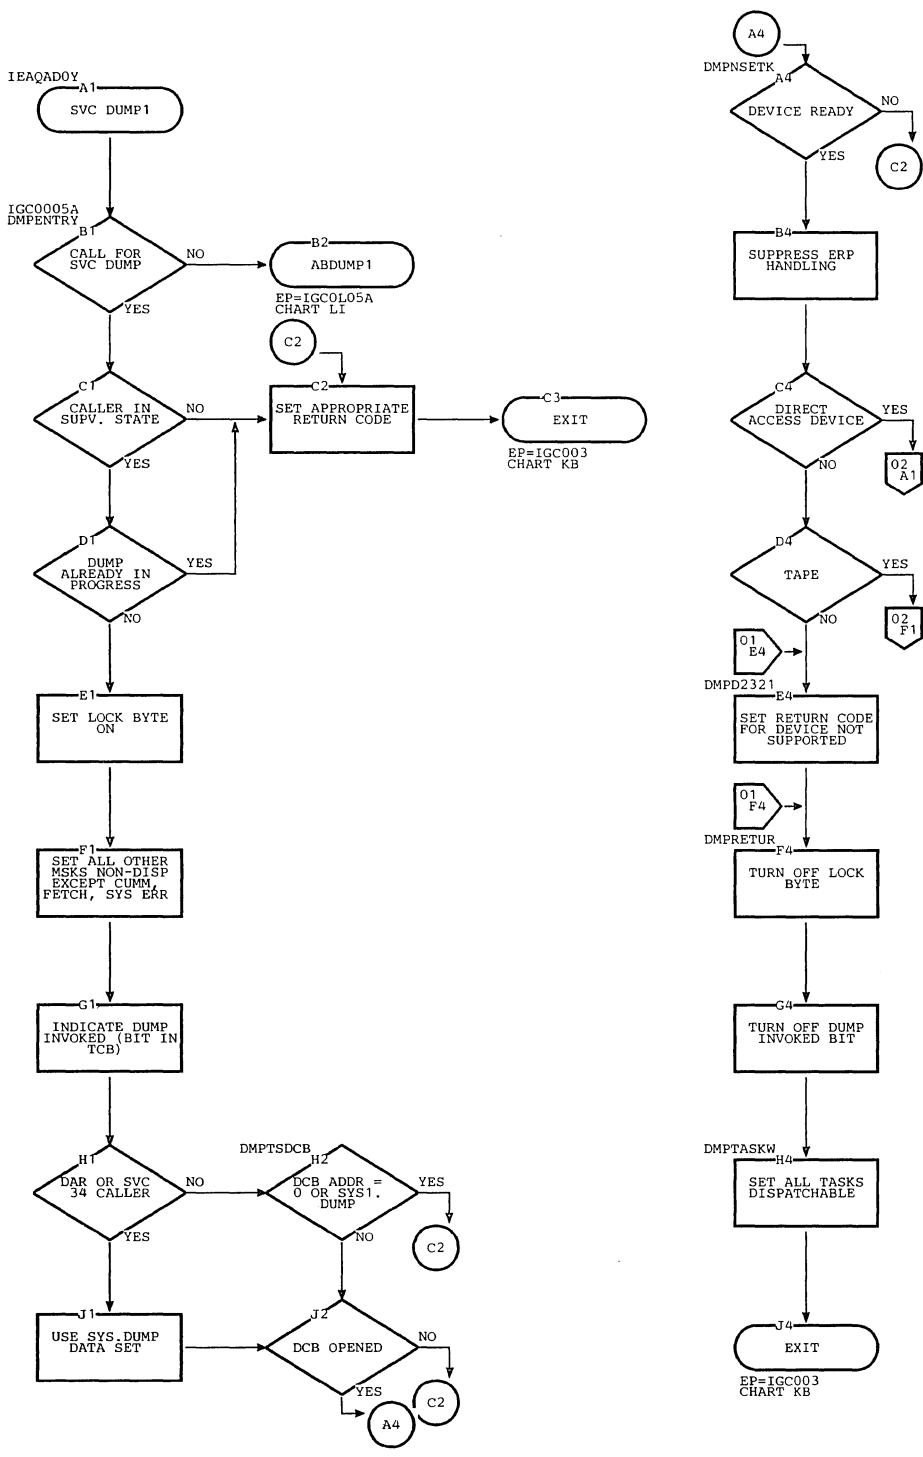 IEAQAD0Y
A1
SVC DUMP1
IGC0005A
DMPENTRY
B1
CALL FOR
SVC DUMP
NO
YES
B2
ABDUMP1
EP=IGC0L05A
CHART LI
C2
C1
CALLER IN
SUPV. STATE
NO
YES
C2
SET APPROPRIATE
RETURN CODE
C3
EXIT
EP=IGC003
CHART KB
D1
DUMP
ALREADY IN
PROGRESS
YES
NO
E1
SET LOCK BYTE
ON
F1
SET ALL OTHER
MSKS NON-DISP
EXCEPT CUMM,
FETCH, SYS ERR
G1
INDICATE DUMP
INVOKED (BIT IN
TCB)
H1
DAR OR SVC
34 CALLER
NO
YES
DMPTSDCB
H2
DCB ADDR =
0 OR SYS1.
DUMP
YES
NO
C2
J1
USE SYS.DUMP
DATA SET
J2
DCB OPENED
NO
YES
C2
A4
A4
DMPNSETK
A4
DEVICE READY
NO
YES
C2
B4
SUPPRESS ERP
HANDLING
C4
DIRECT
ACCESS DEVICE
YES
NO
02
A1
D4
TAPE
YES
NO
02
F1
01
E4
DMPD2321
E4
SET RETURN CODE
FOR DEVICE NOT
SUPPORTED
01
F4
DMPRETUR
F4
TURN OFF LOCK
BYTE
G4
TURN OFF DUMP
INVOKED BIT
DMPTASKW
H4
SET ALL TASKS
DISPATCHABLE
J4
EXIT
EP=IGC003
CHART KB